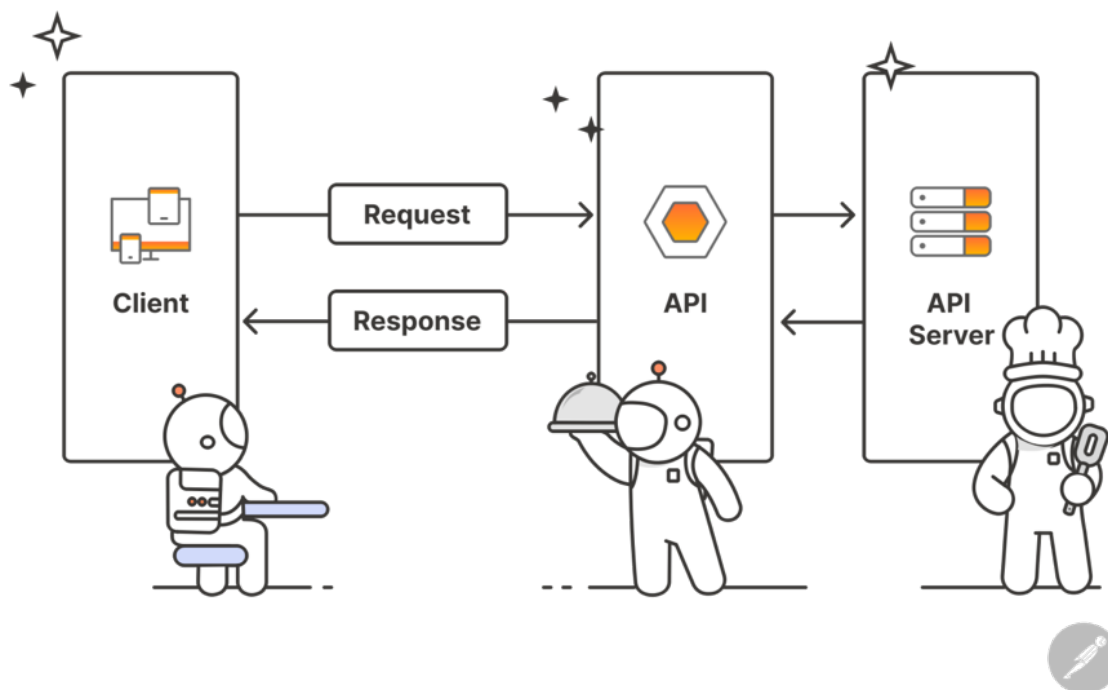 Request
Client
API
API
Server
Response